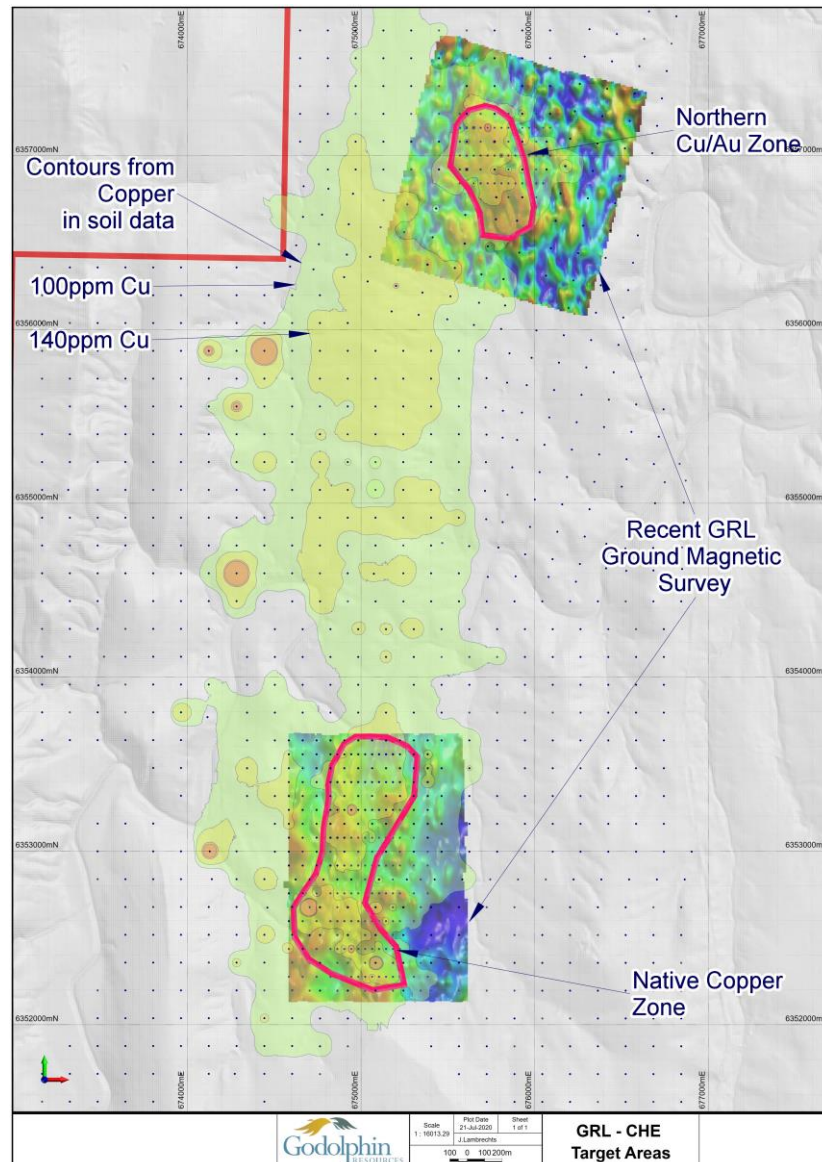 674000mE
675000mE
676000mE
677000mE
Northern
Cu/Au Zone
6357000mN
6357000mN
Contours from
Copper
in soil data
100ppm Cu
6356000mN
6356000mN
140ppm Cu
6355000mN
6355000mN
Recent GRL
Ground Magnetic
Survey
6354000mN
6354000mN
6353000mN
6353000mN
Native Copper
Zone
6352000mN
6352000mN
674000mE
675000mE
676000mE
677000mE
Godolphin
RESOURCES
Scale
1 : 16013.29
Plot Date
21-Jul-2020
Sheet
1 of 1
J.Lambrechts
100 0 100 200m
GRL - CHE
Target Areas